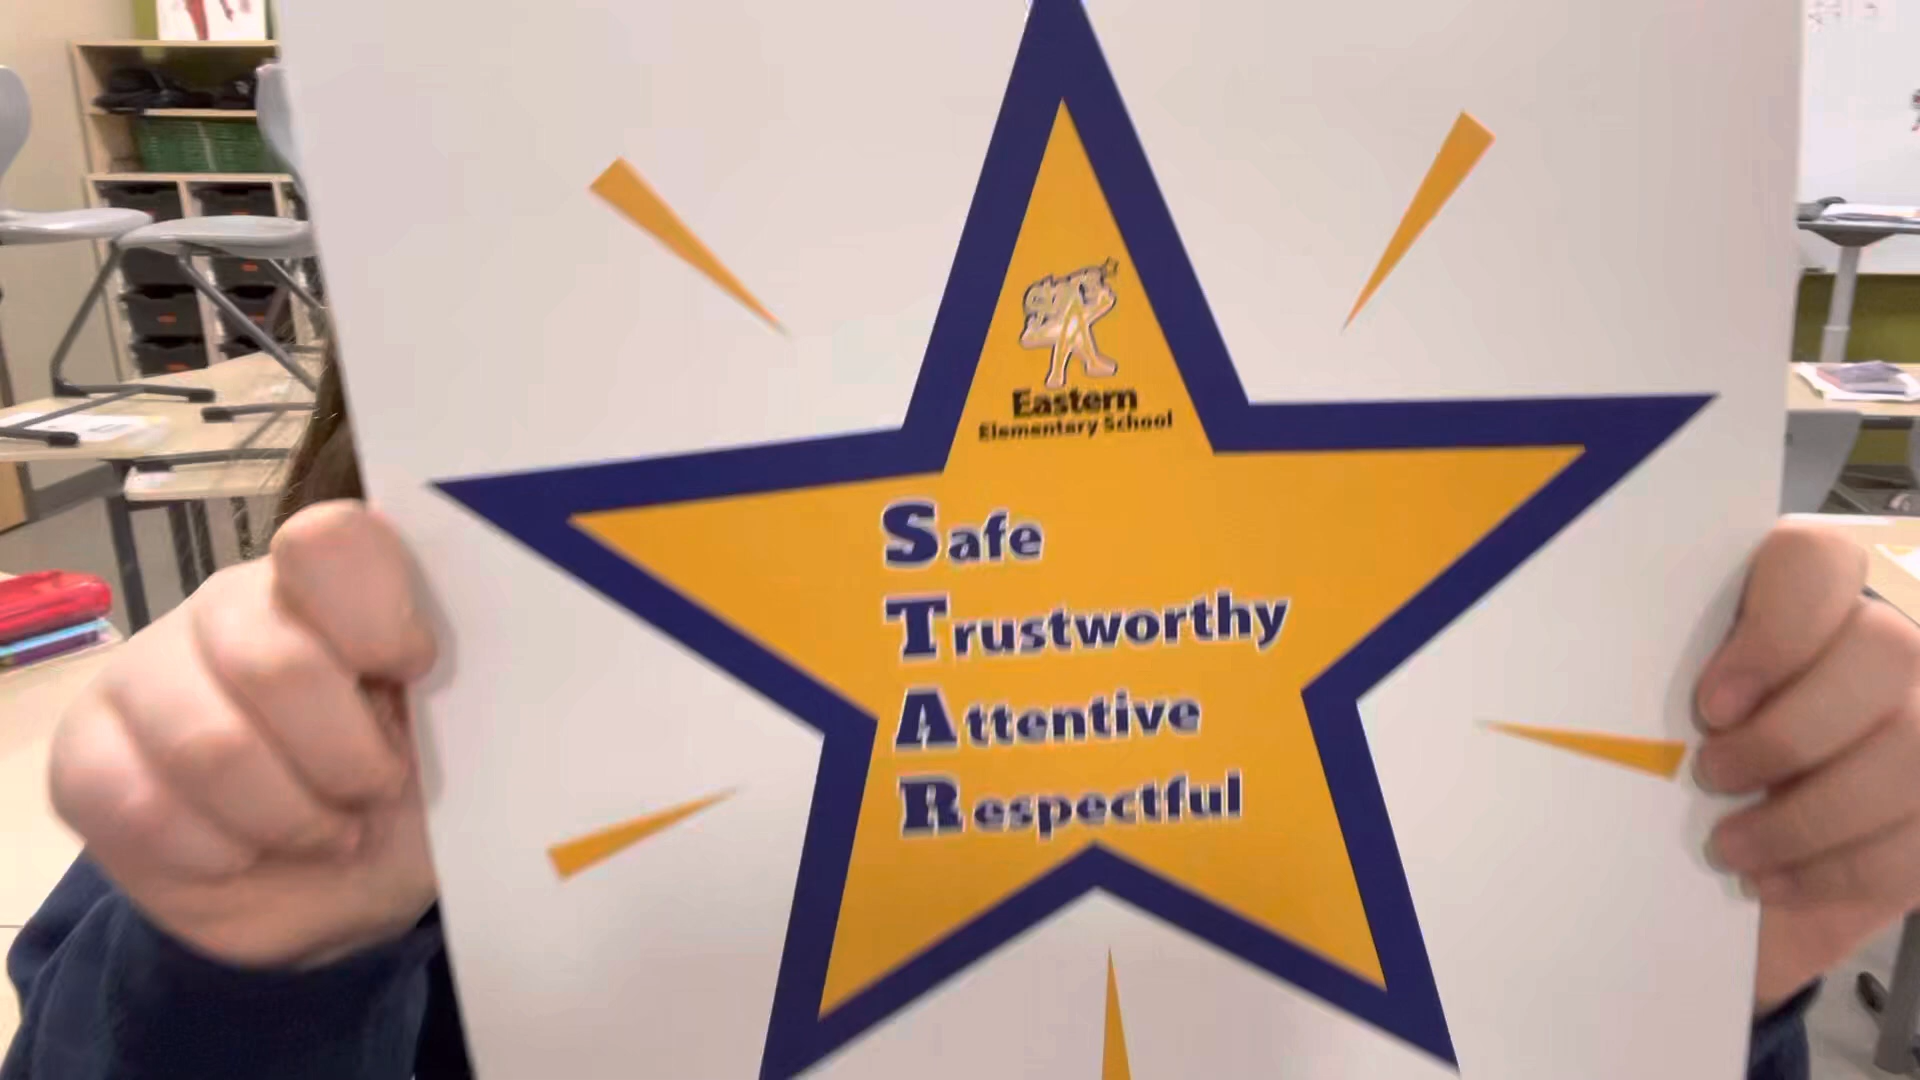 Eastern
Elementary School
Safe
Trustworthy
Attentive
Respectful